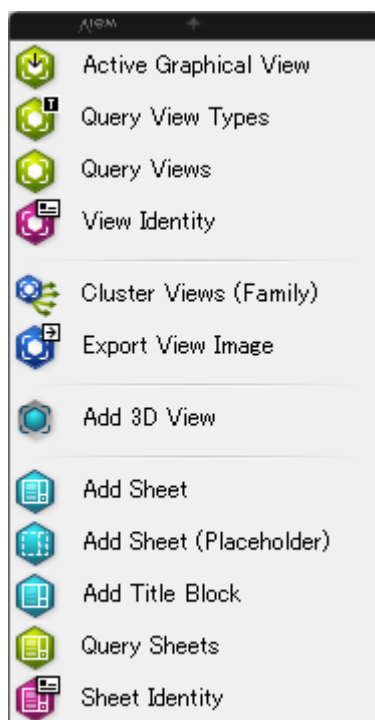 View
Active Graphical View
T
Query View Types
Query Views
View Identity
Cluster Views (Family)
Export View Image
Add 3D View
Add Sheet
Add Sheet (Placeholder)
Add Title Block
Query Sheets
Sheet Identity